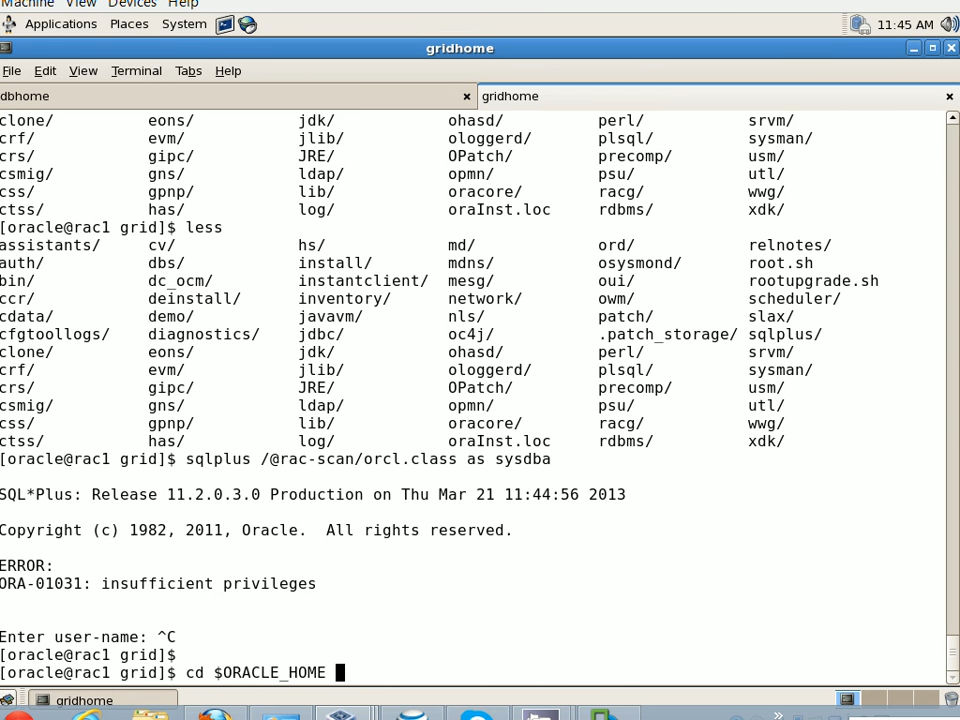 Machine View Devices Help
Applications Places System 11:45 AM
gridhome
File Edit View Terminal Tabs Help
dbhome gridhome
clone/ eons/ jdk/ ohasd/ perl/ srvm/
crf/ evm/ jlib/ ologgerd/ plsql/ sysman/
crs/ gipc/ JRE/ OPatch/ precomp/ usm/
csmig/ gns/ ldap/ opmn/ psu/ utl/
css/ gpnp/ lib/ oracore/ racg/ wwg/
ctss/ has/ log/ oraInst.loc rdbms/ xdk/
[oracle@rac1 grid]$ less
assistants/ cv/ hs/ md/ ord/ relnotes/
auth/ dbs/ install/ mdns/ osysmond/ root.sh
bin/ dc_ocm/ instantclient/ mesg/ oui/ rootupgrade.sh
ccr/ deinstall/ inventory/ network/ owm/ scheduler/
cdata/ demo/ javavm/ nls/ patch/ slax/
cfgtoollogs/ diagnostics/ jdbc/ oc4j/ .patch_storage/ sqlplus/
clone/ eons/ jdk/ ohasd/ perl/ srvm/
crf/ evm/ jlib/ ologgerd/ plsql/ sysman/
crs/ gipc/ JRE/ OPatch/ precomp/ usm/
csmig/ gns/ ldap/ opmn/ psu/ utl/
css/ gpnp/ lib/ oracore/ racg/ wwg/
ctss/ has/ log/ oraInst.loc rdbms/ xdk/
[oracle@rac1 grid]$ sqlplus /@rac-scan/orcl.class as sysdba
SQL*Plus: Release 11.2.0.3.0 Production on Thu Mar 21 11:44:56 2013
Copyright (c) 1982, 2011, Oracle.  All rights reserved.
ERROR:
ORA-01031: insufficient privileges
Enter user-name: ^C
[oracle@rac1 grid]$
[oracle@rac1 grid]$ cd $ORACLE_HOME
gridhome